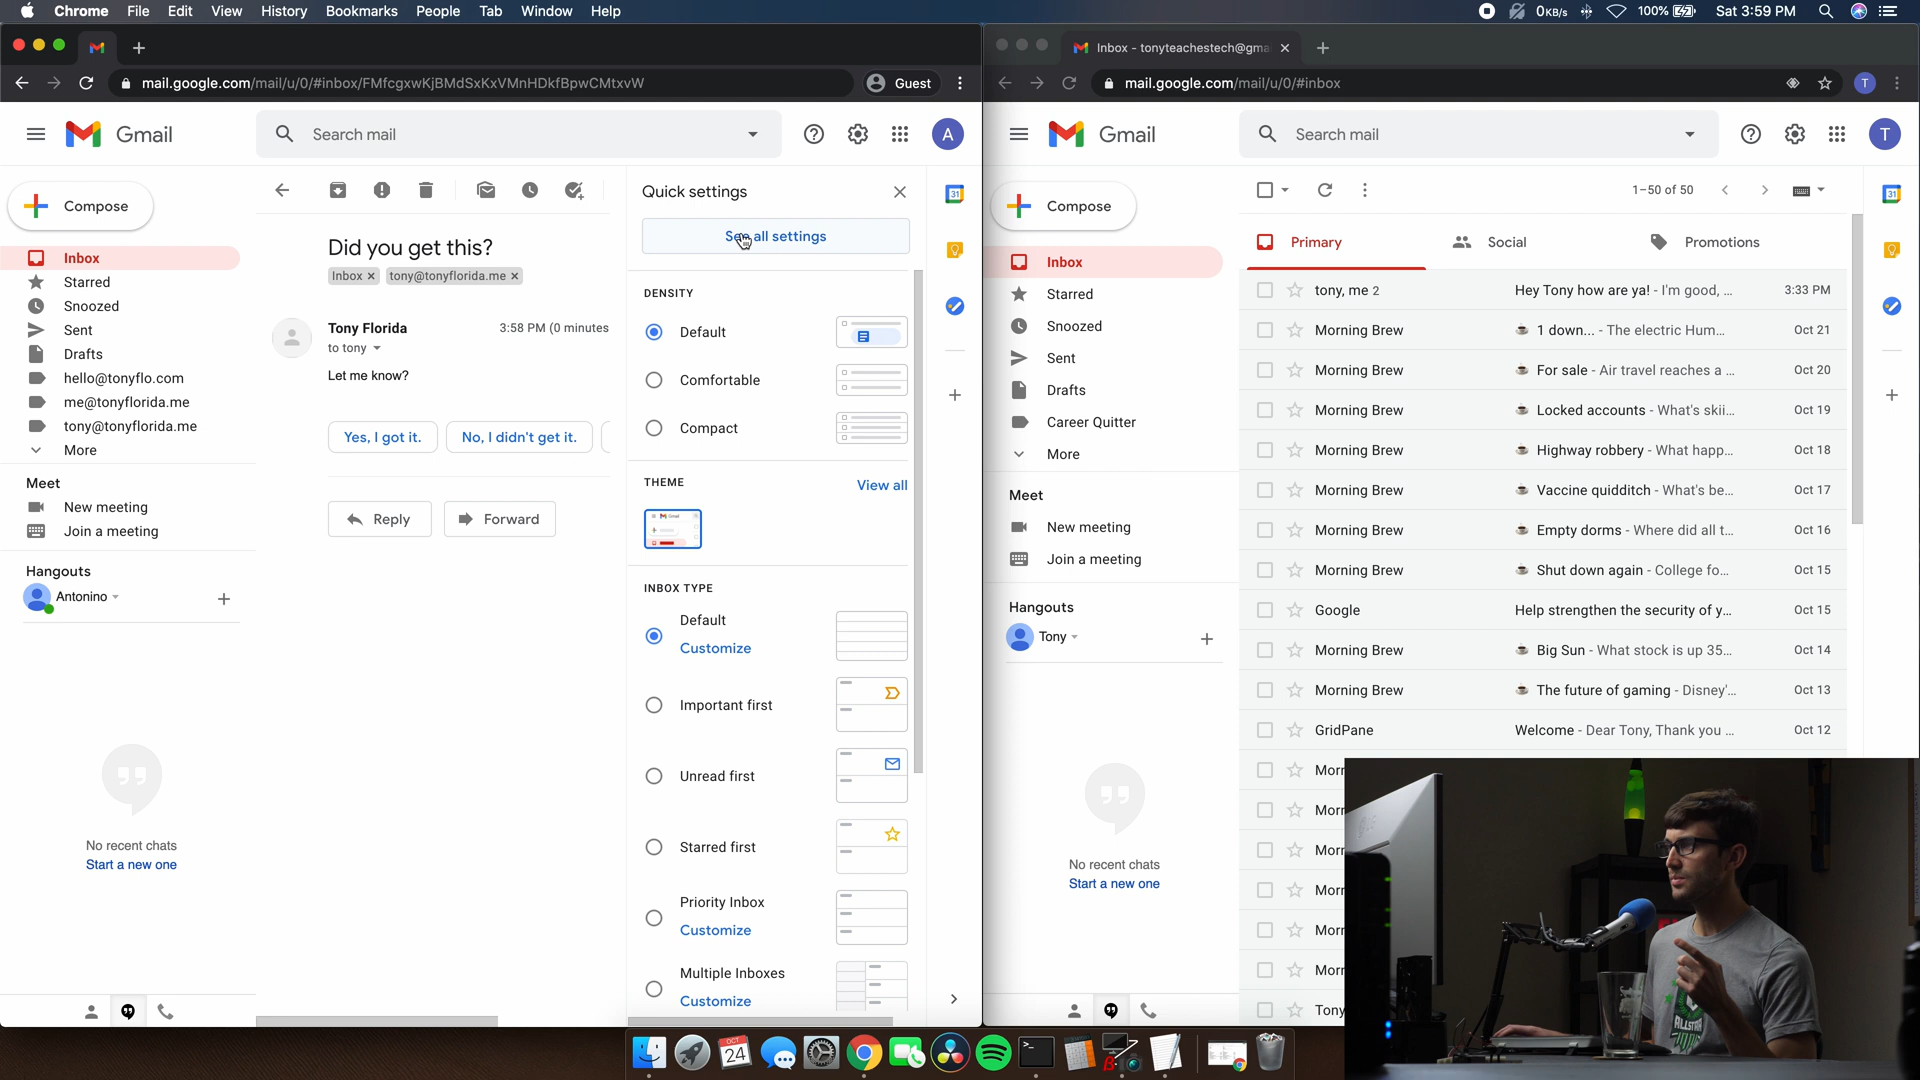 Chrome File Edit View History Bookmarks People Tab Window Help
0KB/s 100% Sat 3:59 PM
mail.google.com/mail/u/0/#inbox/FMfcgxwKjBMdSxKxVMnHDkfBpwCMtxvW
Guest
Gmail
Search mail
A
Compose
Inbox
Starred
Snoozed
Sent
Drafts
hello@tonyflo.com
me@tonyflorida.me
tony@tonyflorida.me
More
Meet
New meeting
Join a meeting
Hangouts
Antonino
No recent chats
Start a new one
Did you get this?
Inbox x tony@tonyflorida.me x
Tony Florida 3:58 PM (0 minutes
to tony
Let me know?
Yes, I got it. No, I didn't get it.
Reply Forward
Quick settings
See all settings
DENSITY
Default
Comfortable
Compact
THEME View all
INBOX TYPE
Default
Customize
Important first
Unread first
Starred first
Priority Inbox
Customize
Multiple Inboxes
Customize
31
Inbox - tonyteachestech@gma
mail.google.com/mail/u/0/#inbox
T
Gmail
Search mail
T
Compose
Inbox
Starred
Snoozed
Sent
Drafts
Career Quitter
More
Meet
New meeting
Join a meeting
Hangouts
Tony
No recent chats
Start a new one
1–50 of 50
Primary Social Promotions
tony, me 2 Hey Tony how are ya! - I'm good, ... 3:33 PM
Morning Brew 1 down... - The electric Hum... Oct 21
Morning Brew For sale - Air travel reaches a ... Oct 20
Morning Brew Locked accounts - What's skii... Oct 19
Morning Brew Highway robbery - What happ... Oct 18
Morning Brew Vaccine quidditch - What's be... Oct 17
Morning Brew Empty dorms - Where did all t... Oct 16
Morning Brew Shut down again - College fo... Oct 15
Google Help strengthen the security of y... Oct 15
Morning Brew Big Sun - What stock is up 35... Oct 14
Morning Brew The future of gaming - Disney'... Oct 13
GridPane Welcome - Dear Tony, Thank you ... Oct 12
Morr
Morr
Morr
Morr
Morr
Morr
Tony
31
OCT
24